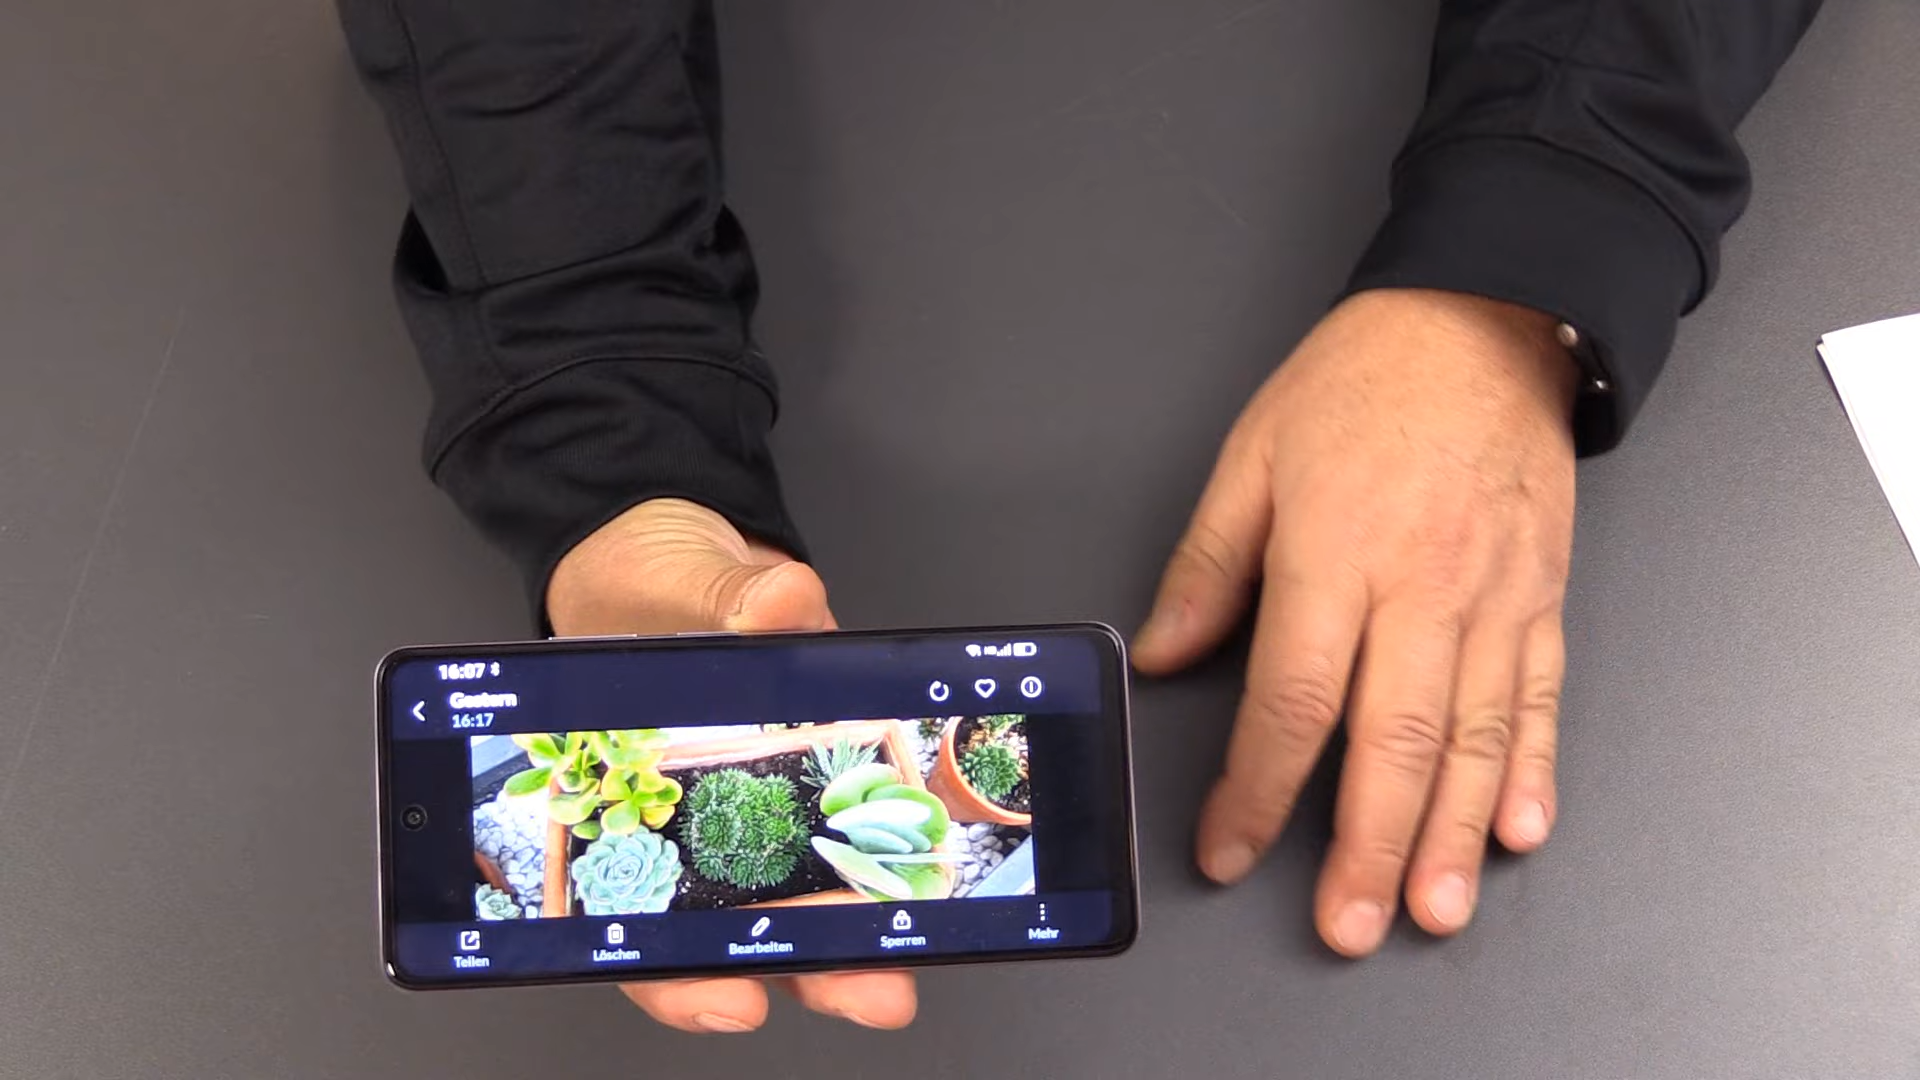 16:07
Gestern
16:17
Teilen
Löschen
Bearbeiten
Sperren
Mehr